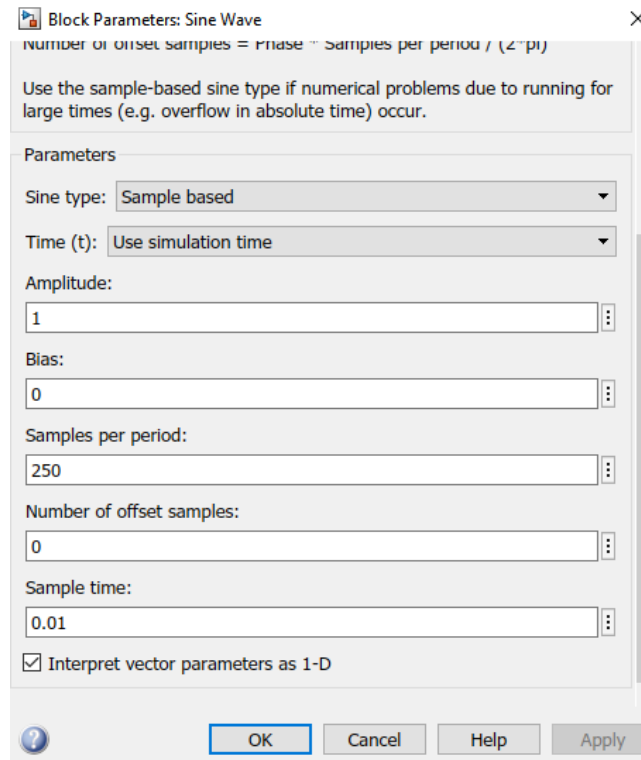 Block Parameters: Sine Wave
Number of offset samples = Phase * Samples per period / (2*pi)
Use the sample-based sine type if numerical problems due to running for
large times (e.g. overflow in absolute time) occur.
Parameters
Sine type: Sample based
Time (t): Use simulation time
Amplitude:
1
Bias:
0
Samples per period:
250
Number of offset samples:
0
Sample time:
0.01
Interpret vector parameters as 1-D
OK Cancel Help Apply